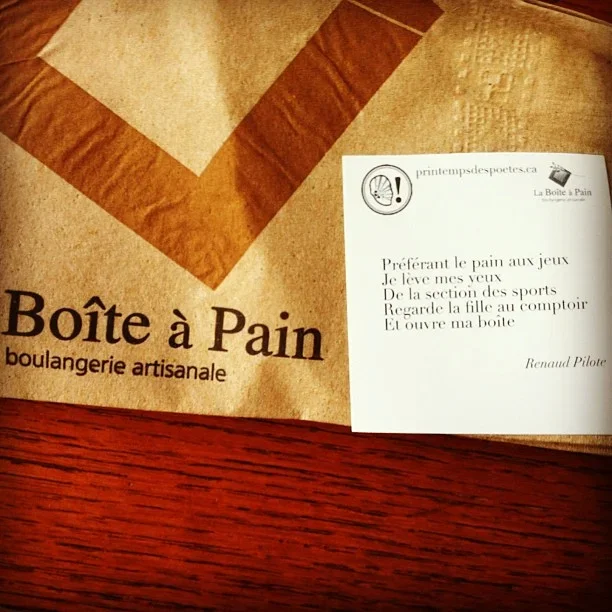 Boîte à Pain
boulangerie artisanale
printempsdespoetes.ca
La Boîte à Pain
Préférant le pain aux jeux
Je lève mes yeux
De la section des sports
Regarde la fille au comptoir
Et ouvre ma boîte
Renaud Pilote